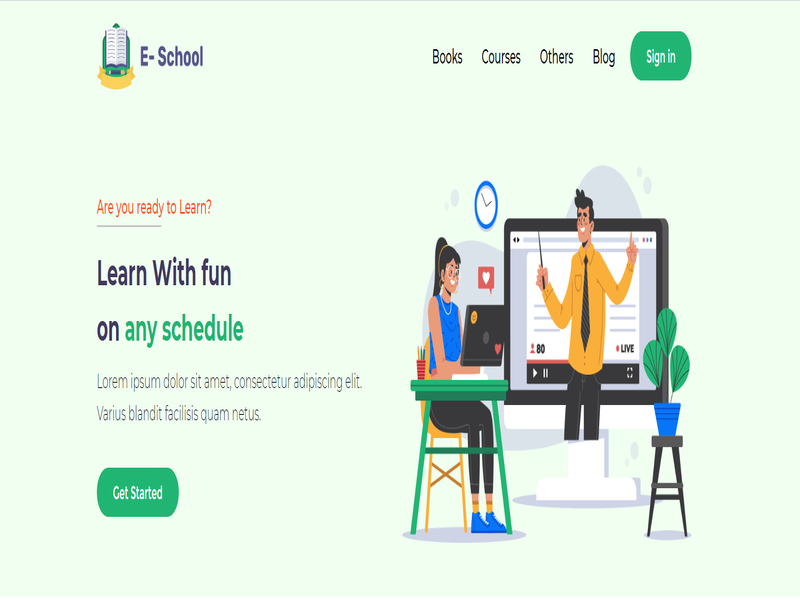 E- School
Books Courses Others Blog Sign in
Are you ready to Learn?
Learn With fun
on any schedule
Lorem ipsum dolor sit amet, consectetur adipiscing elit.
Varius blandit facilisis quam netus.
Get Started
80
LIVE